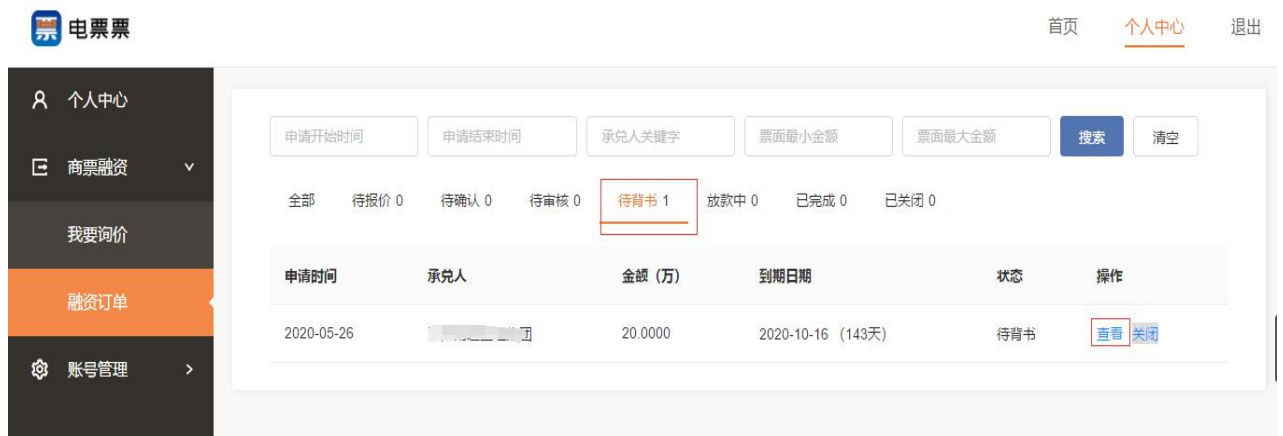 票 电票票
首页 个人中心 退出
个人中心
商票融资
我要询价
融资订单
账号管理
申请开始时间 申请结束时间 承兑人关键字 票面最小金额 票面最大金额 搜索 清空
全部 待报价 0 待确认 0 待审核 0 待背书 1 放款中 0 已完成 0 已关闭 0
申请时间 承兑人 金额（万） 到期日期 状态 操作
2020-05-26 团 20.0000 2020-10-16 （143天） 待背书 查看 关闭